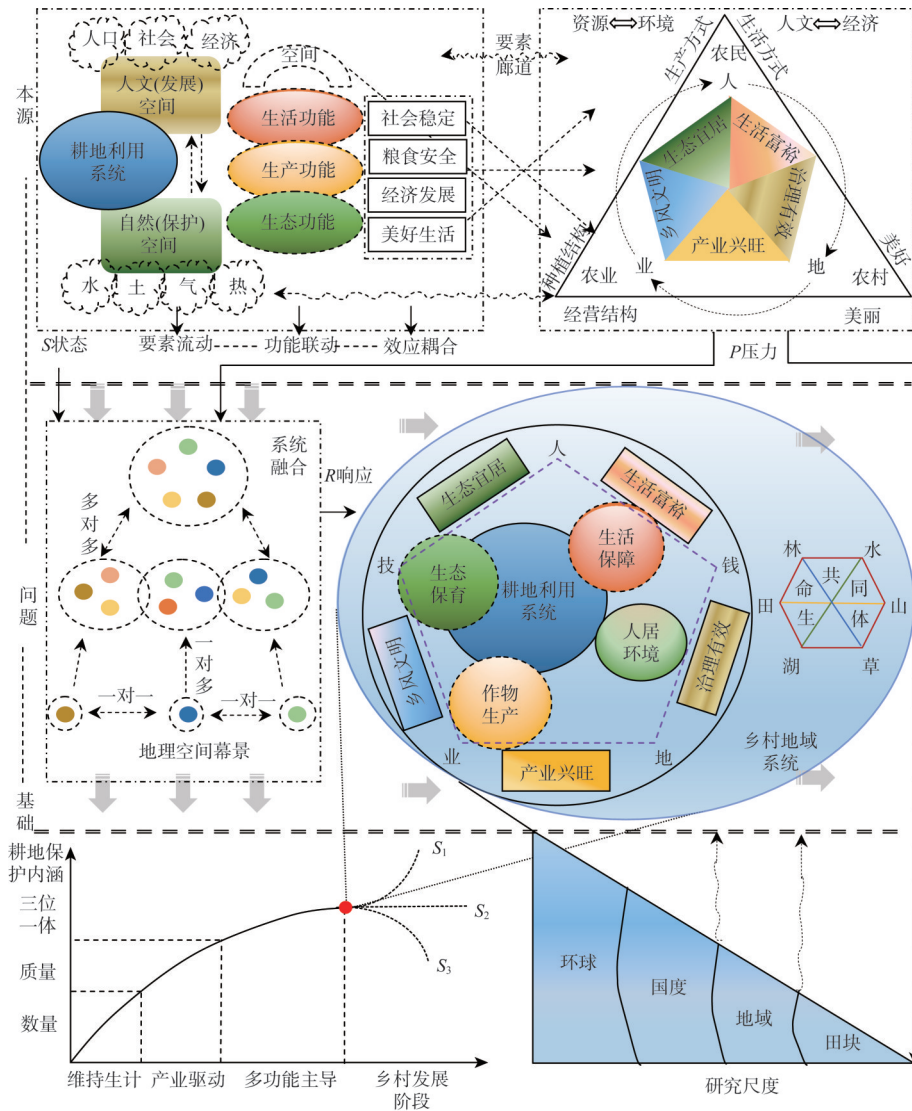 人口
社会
经济
人文(发展)
空间
耕地利用
系统
自然(保护)
空间
水
土
气
热
空间
生活功能
生产功能
生态功能
社会稳定
粮食安全
经济发展
美好生活
本源
要素
廊道
资源⇔环境
人文⇔经济
生产方式
生活方式
农民
人
生态宜居
生活富裕
乡风文明
治理有效
产业兴旺
种植结构
农业
业
地
农村
美好
经营结构
美丽
S状态
要素流动
功能联动
效应耦合
P压力
问题
系统
融合
多对多
一对多
一对一
一对一
地理空间幕景
R响应
人
生态宜居
生活富裕
技
钱
生态
保育
生活
保障
耕地利用
系统
人居
环境
乡风文明
治理有效
作物
生产
业
地
产业兴旺
林
水
田
山
湖
草
命
共
同
生
体
乡村地域
系统
基础
耕地保
护内涵
三位
一体
质量
数量
S1
S2
S3
维持生计
产业驱动
多功能主导
乡村发展
阶段
环球
国度
地域
田块
研究尺度